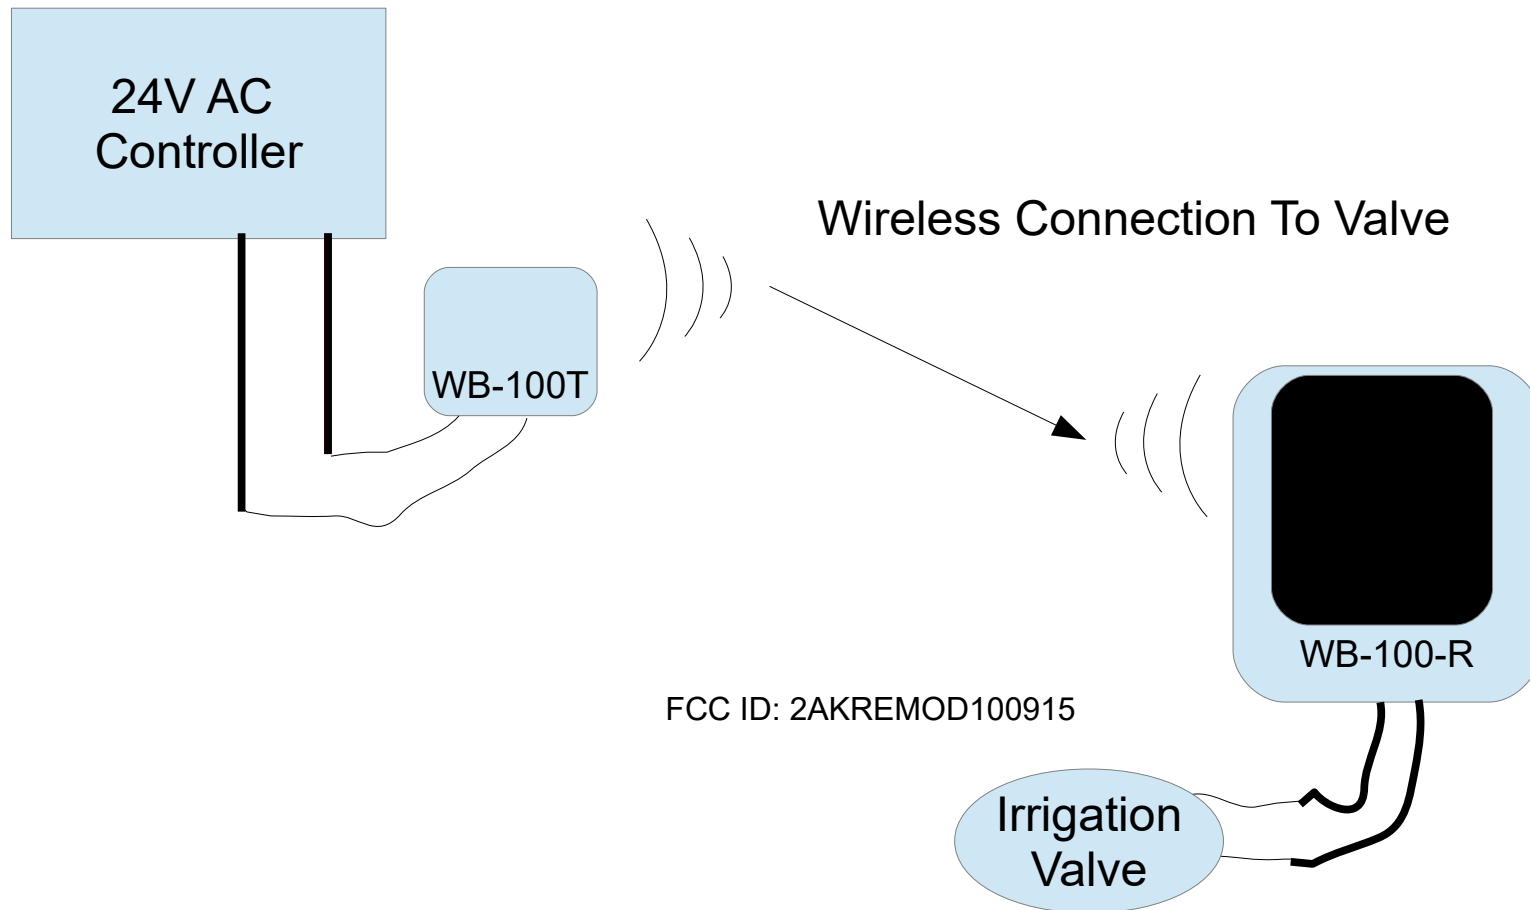 24V AC
Controller
Wireless Connection To Valve
WB-100T
WB-100-R
FCC ID: 2AKREMOD100915
Irrigation
Valve